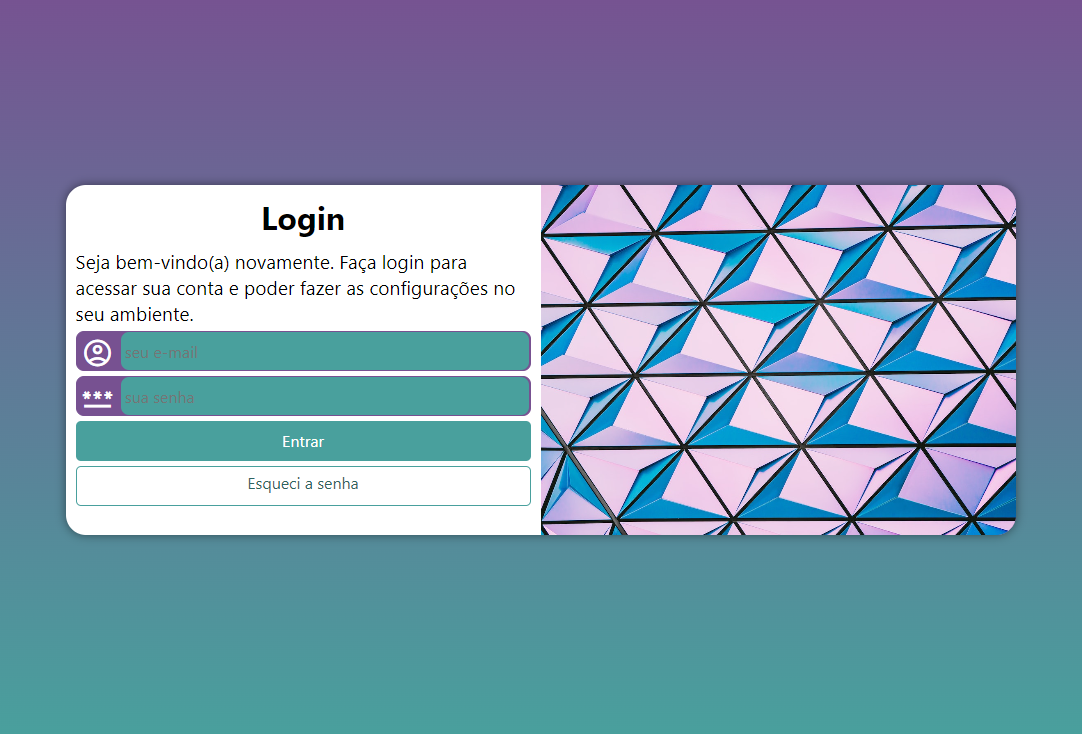 Login
Seja bem-vindo(a) novamente. Faça login para
acessar sua conta e poder fazer as configurações no
seu ambiente.
seu e-mail
***
sua senha
Entrar
Esqueci a senha